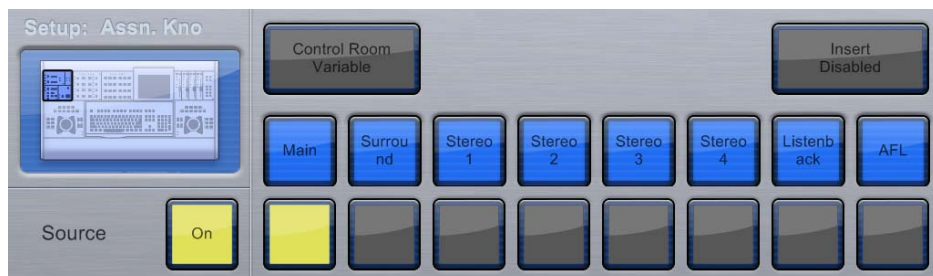 Setup: Assn. Kno
Control Room
Variable
Insert
Disabled
Main
Surrou
nd
Stereo
1
Stereo
2
Stereo
3
Stereo
4
Listenb
ack
AFL
Source
On